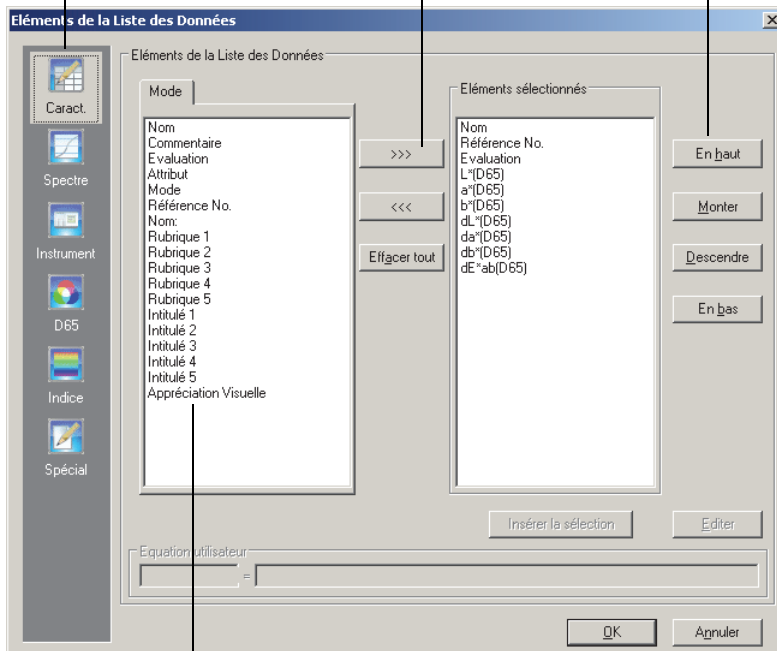 Eléments de la Liste des Données
Caract.
Spectre
Instrument
D65
Indice
Spécial
Eléments de la Liste des Données
Mode
Nom
Commentaire
Evaluation
Attribut
Mode
Référence No.
Nom:
Rubrique 1
Rubrique 2
Rubrique 3
Rubrique 4
Rubrique 5
Intitulé 1
Intitulé 2
Intitulé 3
Intitulé 4
Intitulé 5
Appréciation Visuelle
>>>
<<<
Effacer tout
Eléments sélectionnés
Nom
Référence No.
Evaluation
L*(D65)
a*(D65)
b*(D65)
dL*(D65)
da*(D65)
db*(D65)
dE*ab(D65)
En haut
Monter
Descendre
En bas
Insérer la sélection
Editer
Equation utilisateur
=
OK
Annuler